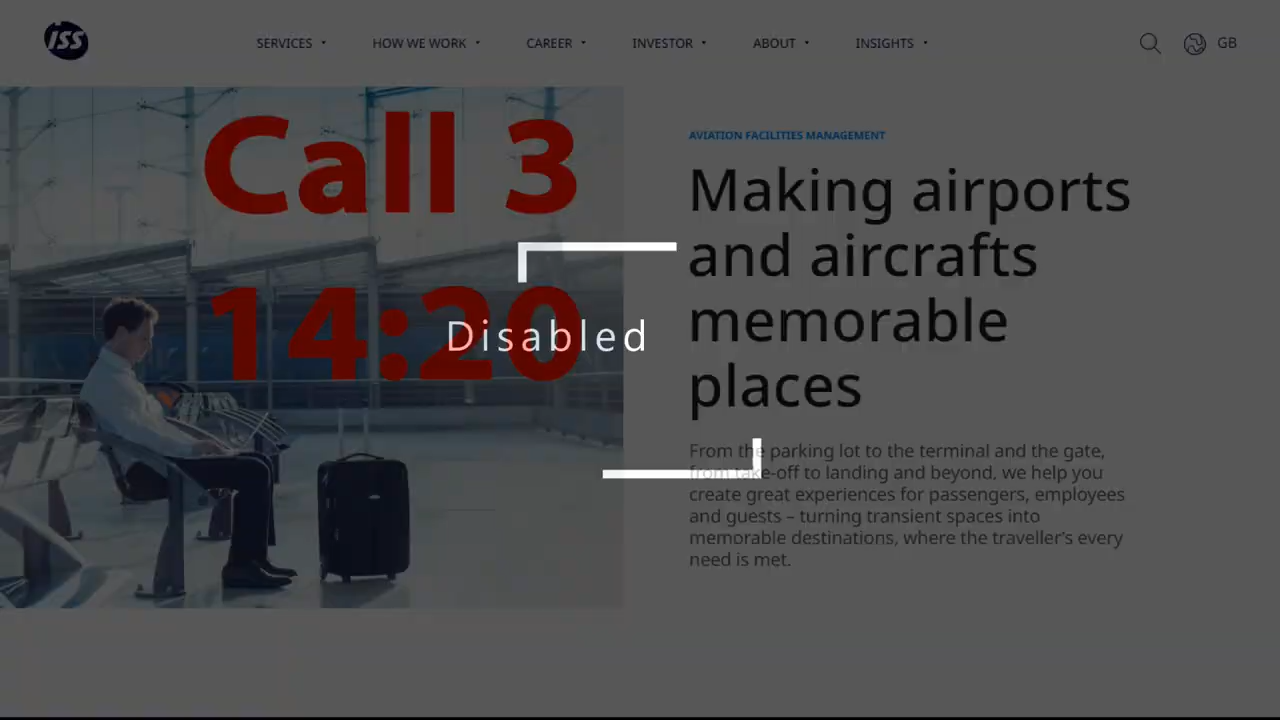 ISS
SERVICES
HOW WE WORK
CAREER
INVESTOR
ABOUT
INSIGHTS
GB
Call 3
14:20
Disabled
AVIATION FACILITIES MANAGEMENT
Making airports
and aircrafts
memorable
places
From the parking lot to the terminal and the gate,
from take-off to landing and beyond, we help you
create great experiences for passengers, employees
and guests – turning transient spaces into
memorable destinations, where the traveller's every
need is met.